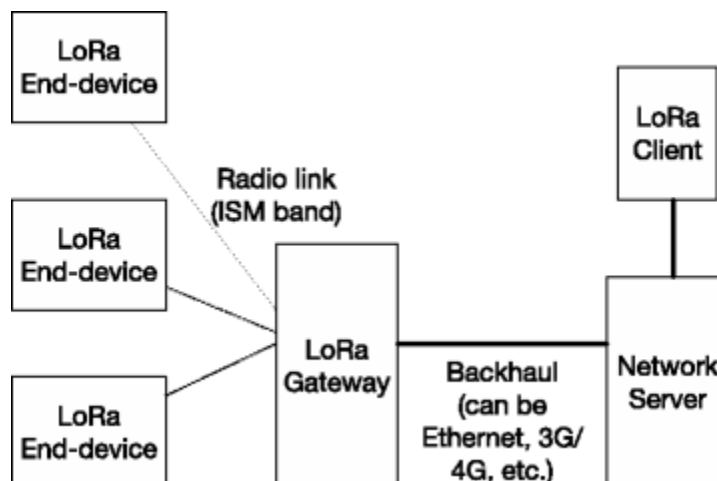 LoRa
End-device
LoRa
Client
Radio link
(ISM band)
LoRa
End-device
LoRa
Gateway
Backhaul
(can be
Ethernet, 3G/
4G, etc.)
Network
Server
LoRa
End-device